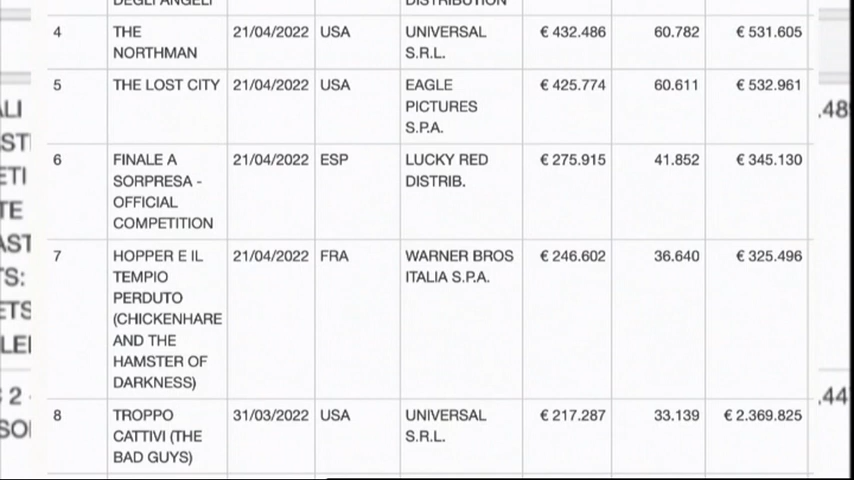 DEGLI ANGELI DISTRIBUTION
4 THE 21/04/2022 USA UNIVERSAL € 432.486 60.782 € 531.605
NORTHMAN S.R.L.
5 THE LOST CITY 21/04/2022 USA EAGLE € 425.774 60.611 € 532.961
PICTURES
S.P.A.
6 FINALE A 21/04/2022 ESP LUCKY RED € 275.915 41.852 € 345.130
SORPRESA - DISTRIB.
OFFICIAL
COMPETITION
7 HOPPER E IL 21/04/2022 FRA WARNER BROS € 246.602 36.640 € 325.496
TEMPIO ITALIA S.P.A.
PERDUTO
(CHICKENHARE
AND THE
HAMSTER OF
DARKNESS)
8 TROPPO 31/03/2022 USA UNIVERSAL € 217.287 33.139 € 2.369.825
CATTIVI (THE S.R.L.
BAD GUYS)